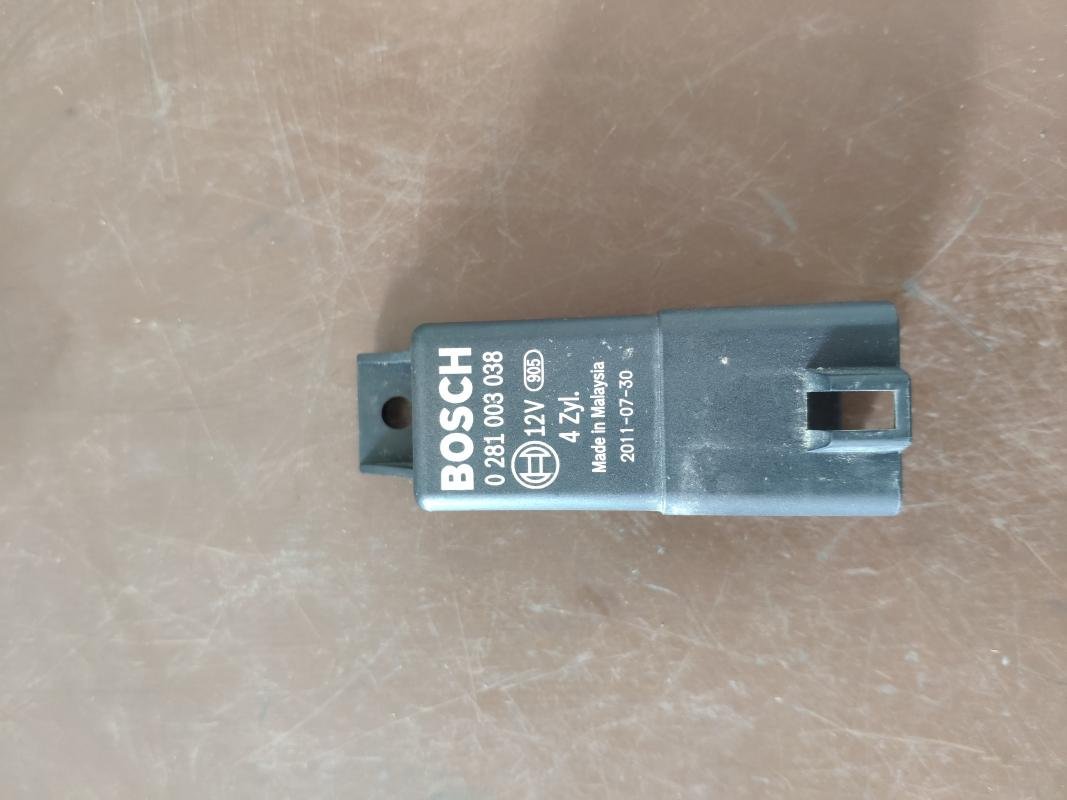 BOSCH
0 281 003 038
12V 905
4 Zyl.
Made in Malaysia
2011-07-30